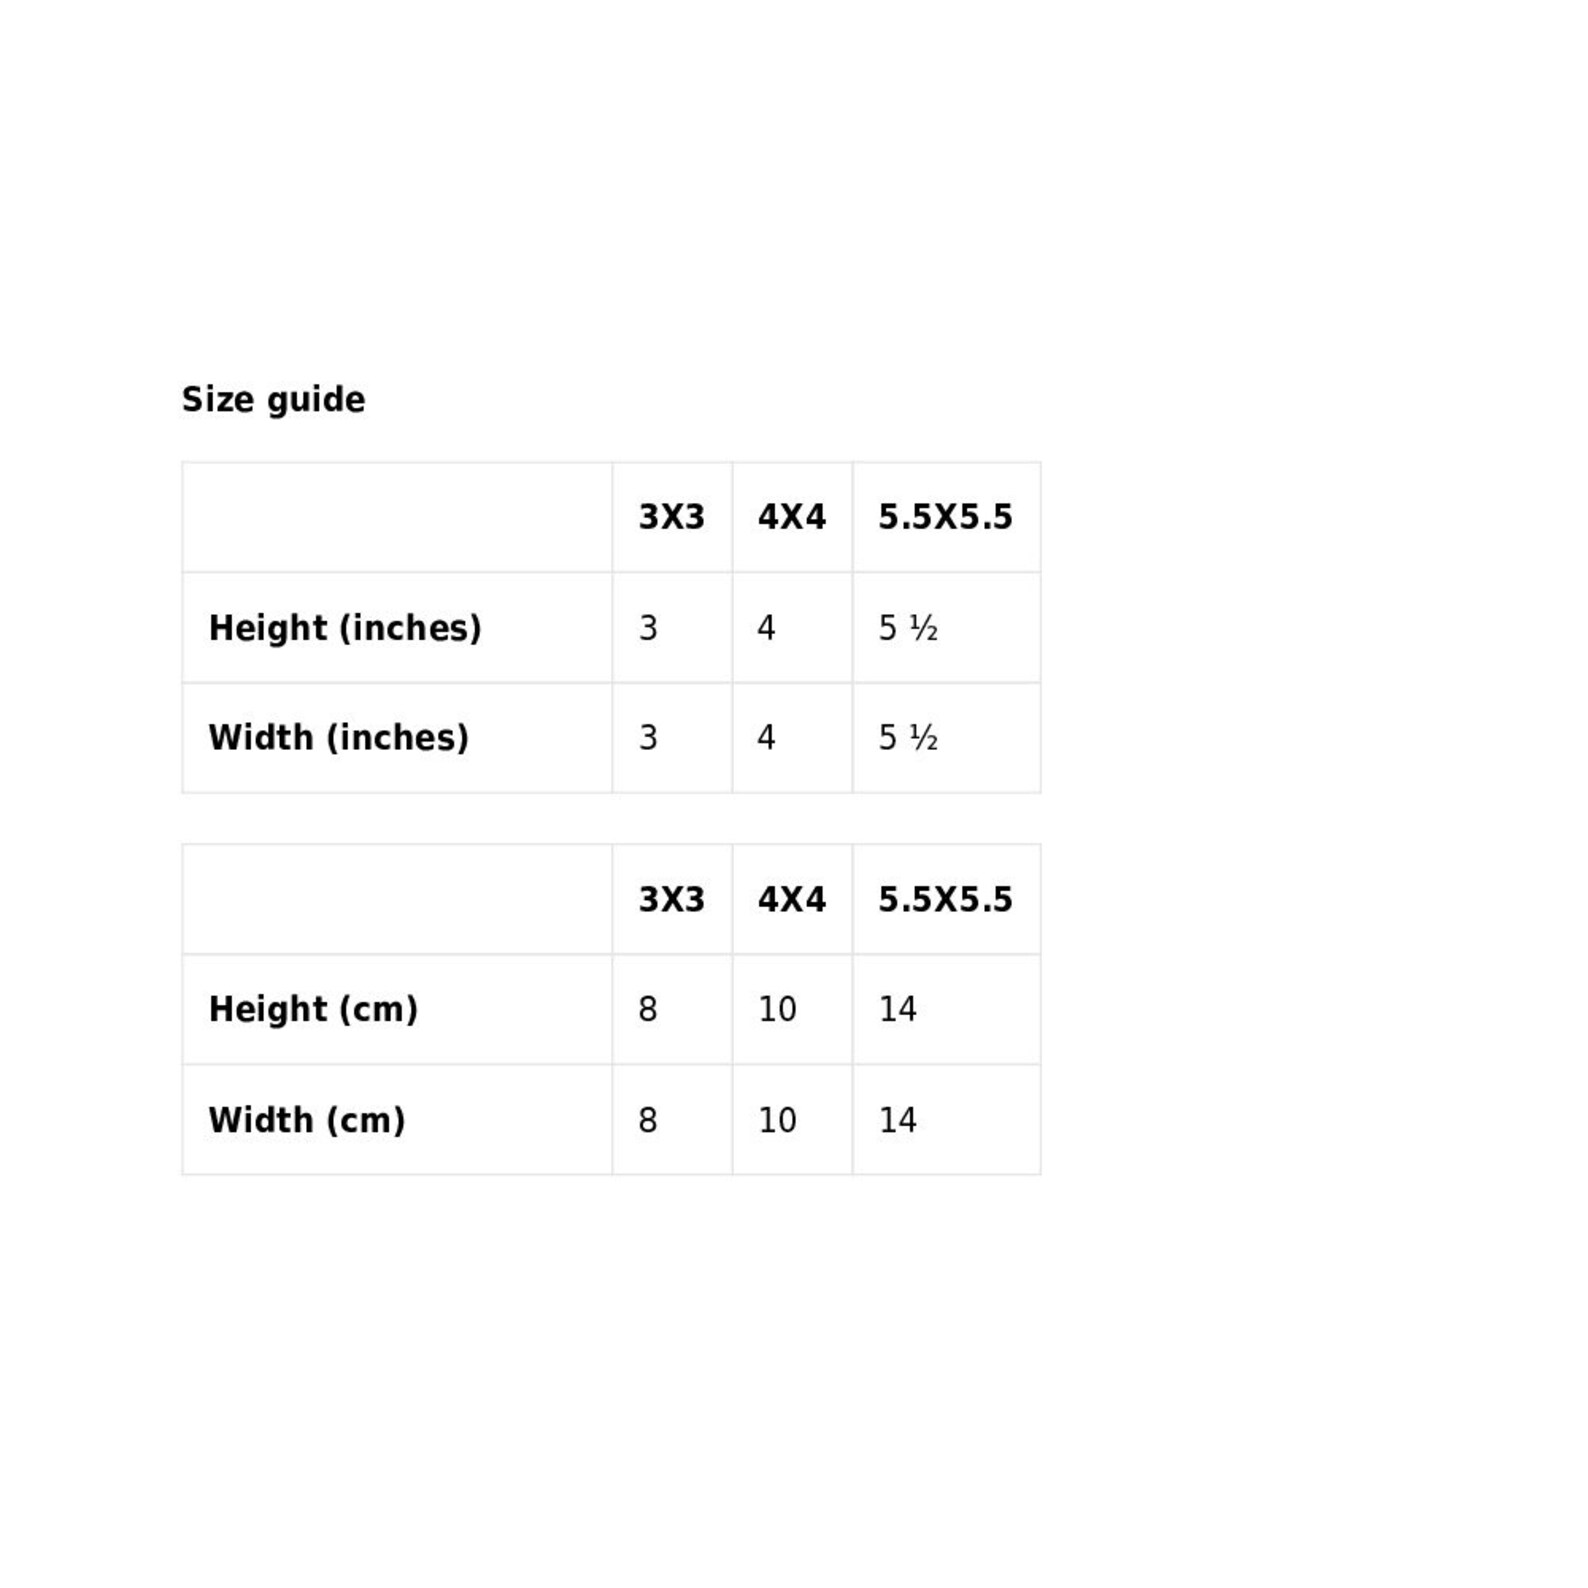 Size guide
3X3 4X4 5.5X5.5
Height (inches) 3 4 5 ½
Width (inches) 3 4 5 ½
3X3 4X4 5.5X5.5
Height (cm) 8 10 14
Width (cm) 8 10 14